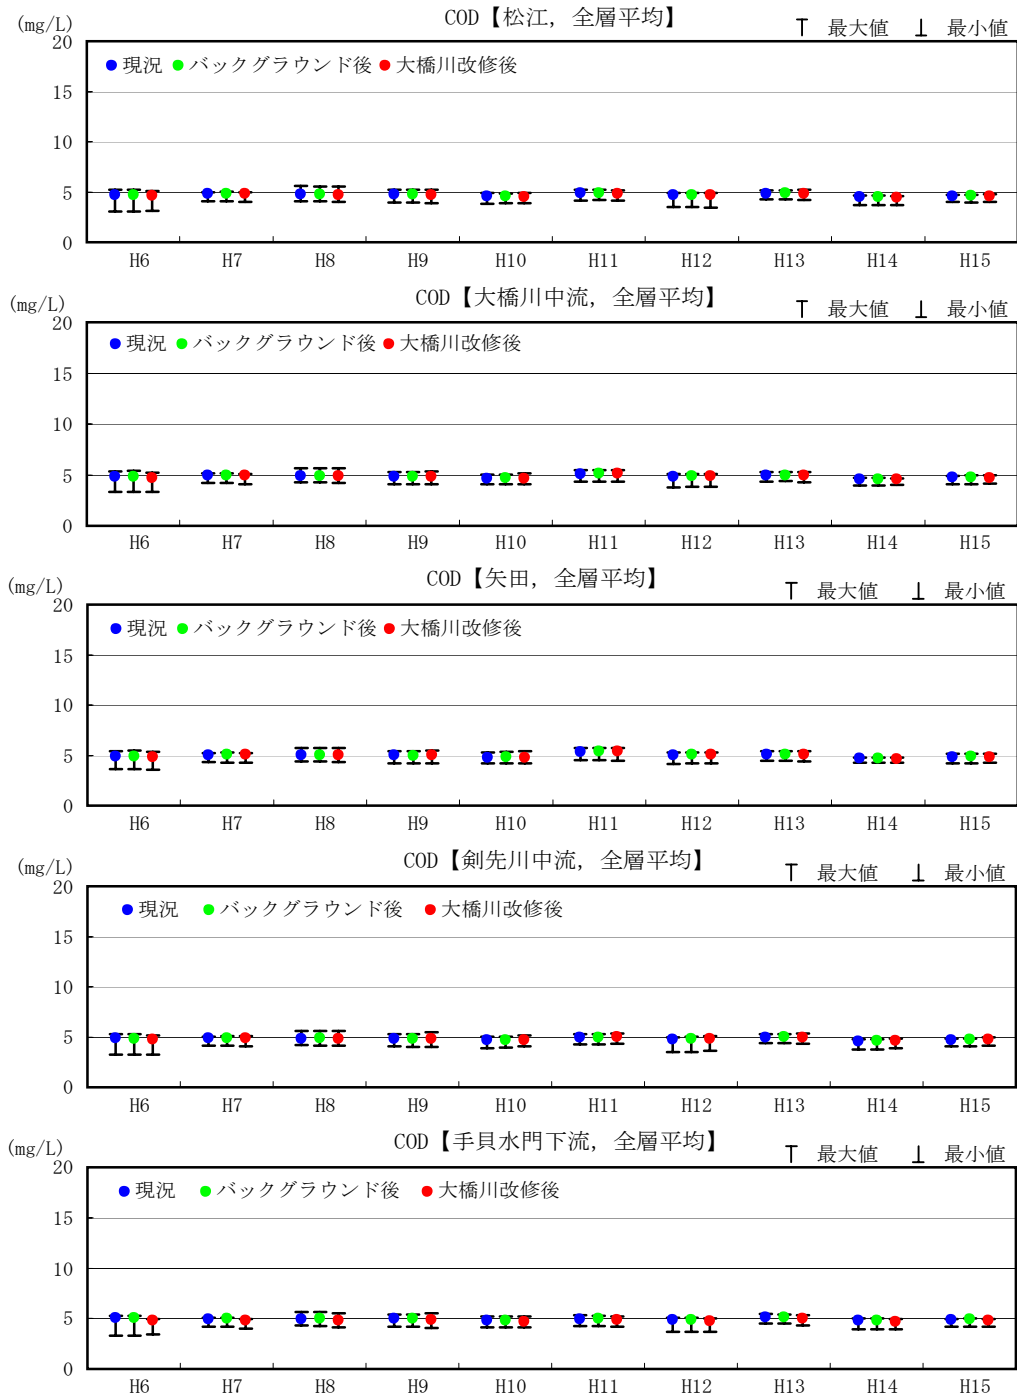 COD【松江, 全層平均】
(mg/L) 最大値 最小値
20
現況 バックグラウンド後 大橋川改修後
15
10
5
0
H6 H7 H8 H9 H10 H11 H12 H13 H14 H15
COD【大橋川中流, 全層平均】
(mg/L) 最大値 最小値
20
現況 バックグラウンド後 大橋川改修後
15
10
5
0
H6 H7 H8 H9 H10 H11 H12 H13 H14 H15
COD【矢田, 全層平均】
(mg/L) 最大値 最小値
20
現況 バックグラウンド後 大橋川改修後
15
10
5
0
H6 H7 H8 H9 H10 H11 H12 H13 H14 H15
COD【剣先川中流, 全層平均】
(mg/L) 最大値 最小値
20
現況 バックグラウンド後 大橋川改修後
15
10
5
0
H6 H7 H8 H9 H10 H11 H12 H13 H14 H15
COD【手貝水門下流, 全層平均】
(mg/L) 最大値 最小値
20
現況 バックグラウンド後 大橋川改修後
15
10
5
0
H6 H7 H8 H9 H10 H11 H12 H13 H14 H15